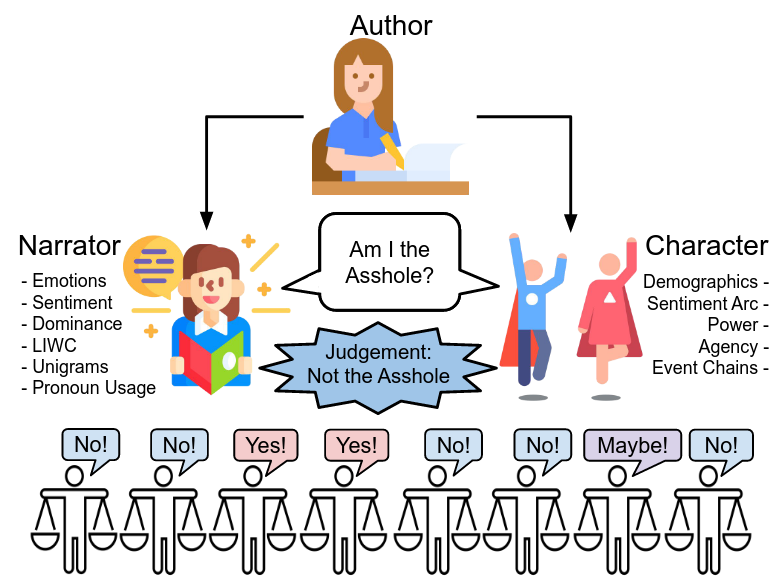 Author
Narrator
- Emotions
- Sentiment
- Dominance
- LIWC
- Unigrams
- Pronoun Usage
Am I the
Asshole?
Judgement:
Not the Asshole
Character
Demographics -
Sentiment Arc -
Power -
Agency -
Event Chains -
No!
No!
Yes!
Yes!
No!
No!
Maybe!
No!